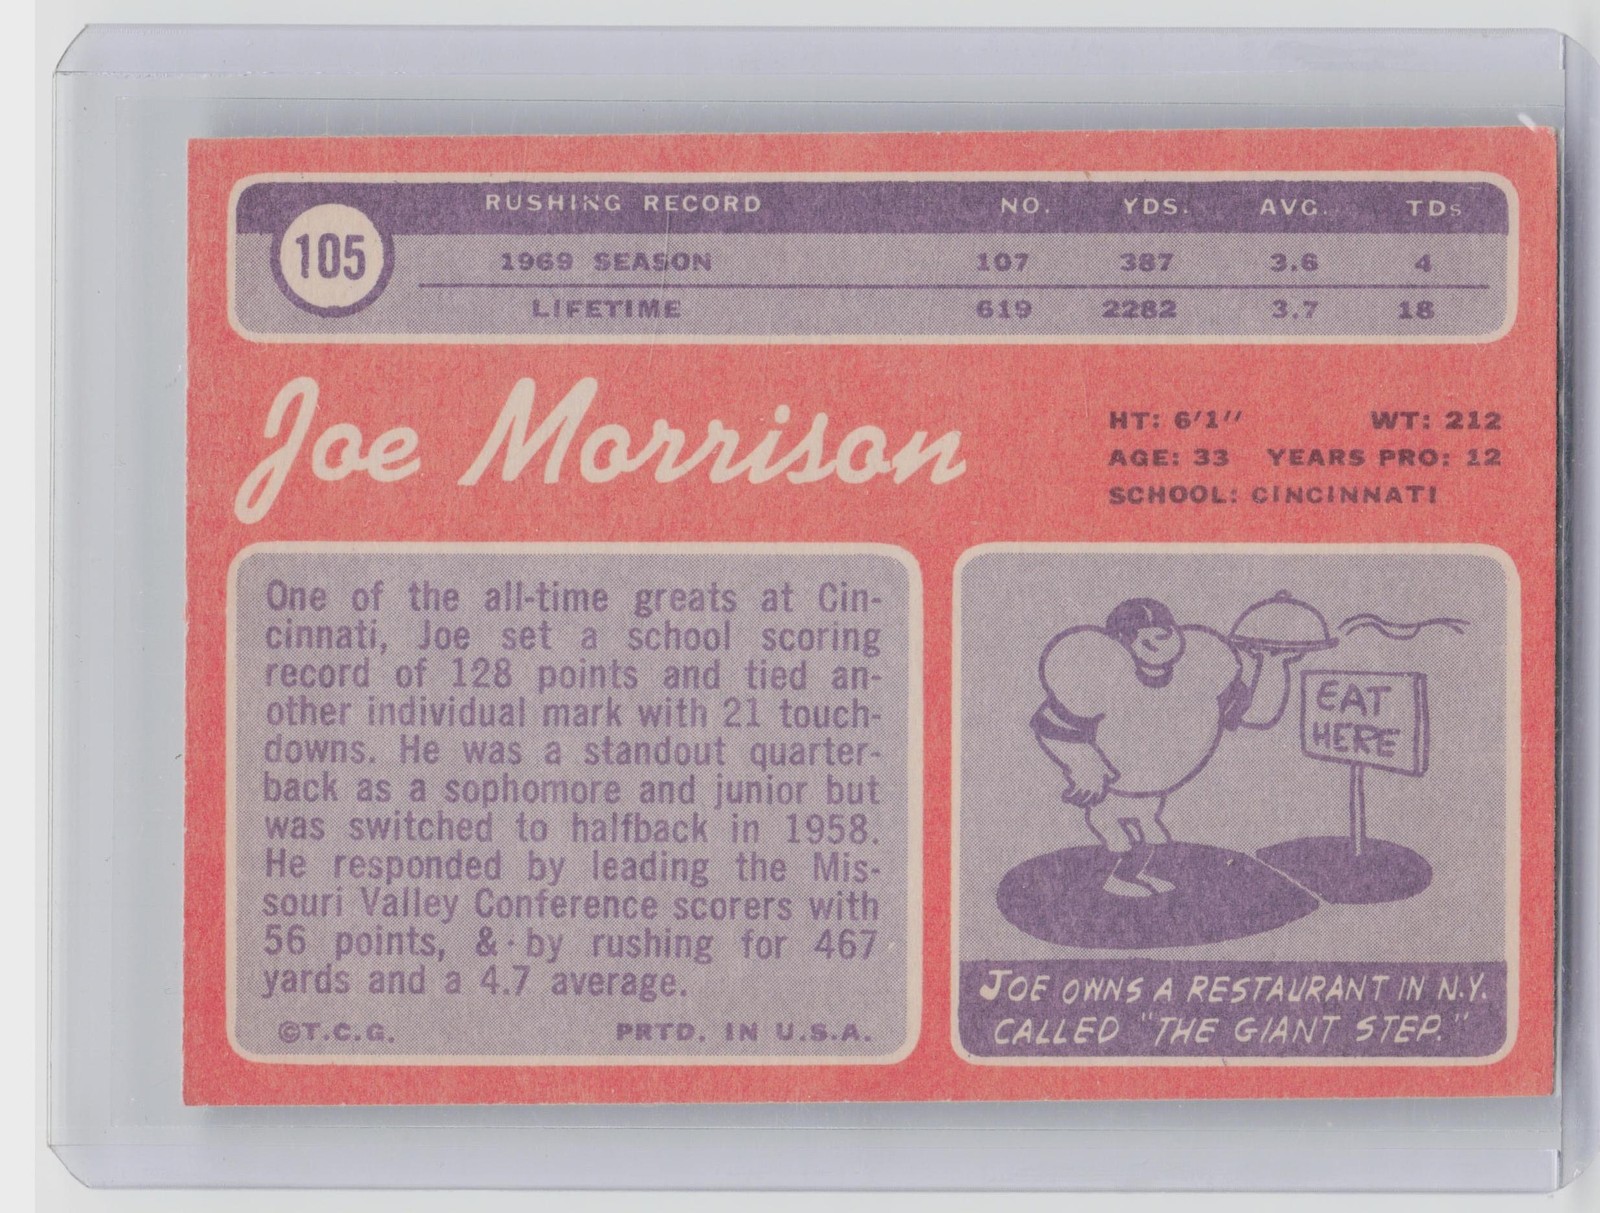 RUSHING RECORD NO. YDS. AVG. TDs
105
1969 SEASON 107 387 3.6 4
LIFETIME 619 2282 3.7 18
Joe Morrison
HT: 6'1" WT: 212
AGE: 33 YEARS PRO: 12
SCHOOL: CINCINNATI
One of the all-time greats at Cin-
cinnati, Joe set a school scoring
record of 128 points and tied an-
other individual mark with 21 touch-
downs. He was a standout quarter-
back as a sophomore and junior but
was switched to halfback in 1958.
He responded by leading the Mis-
souri Valley Conference scorers with
56 points, & by rushing for 467
yards and a 4.7 average.
©T.C.G. PRTD. IN U.S.A.
EAT
HERE
JOE OWNS A RESTAURANT IN N.Y.
CALLED "THE GIANT STEP."